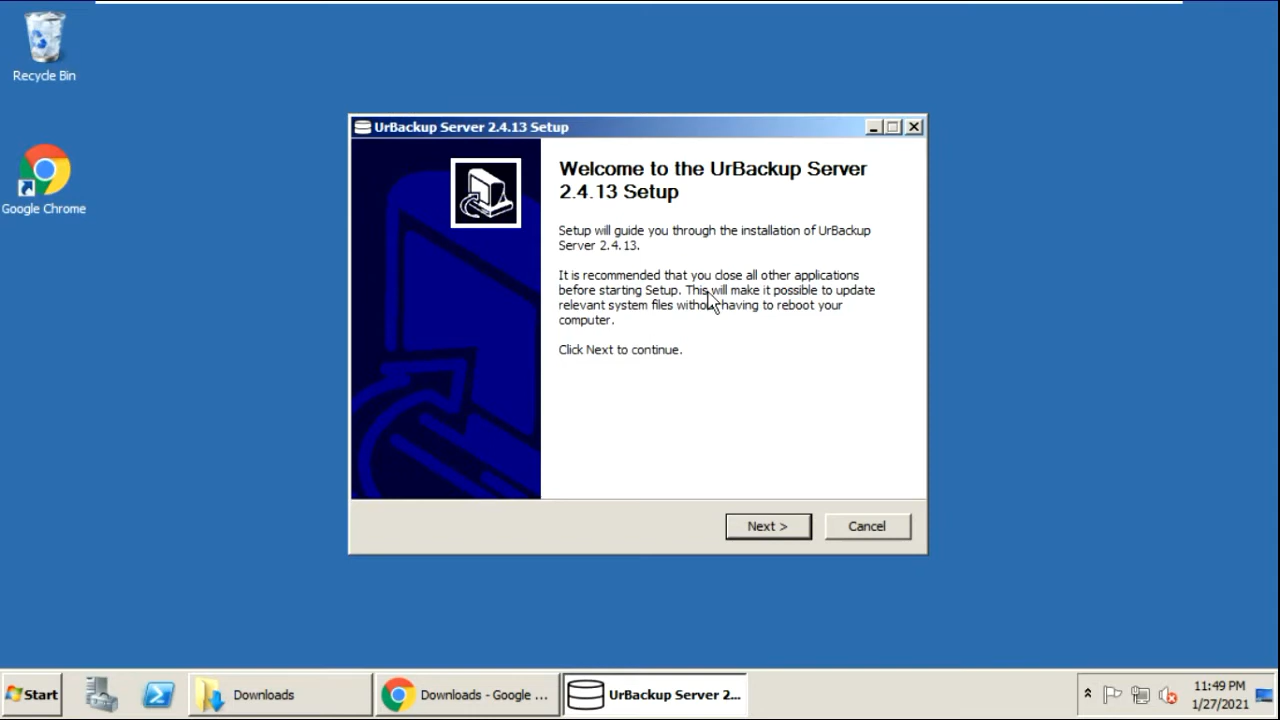 Recycle Bin
Google Chrome
UrBackup Server 2.4.13 Setup
Welcome to the UrBackup Server
2.4.13 Setup
Setup will guide you through the installation of UrBackup
Server 2.4.13.
It is recommended that you close all other applications
before starting Setup. This will make it possible to update
relevant system files without having to reboot your
computer.
Click Next to continue.
Next >
Cancel
Start
Downloads
Downloads - Google ...
UrBackup Server 2...
11:49 PM
1/27/2021